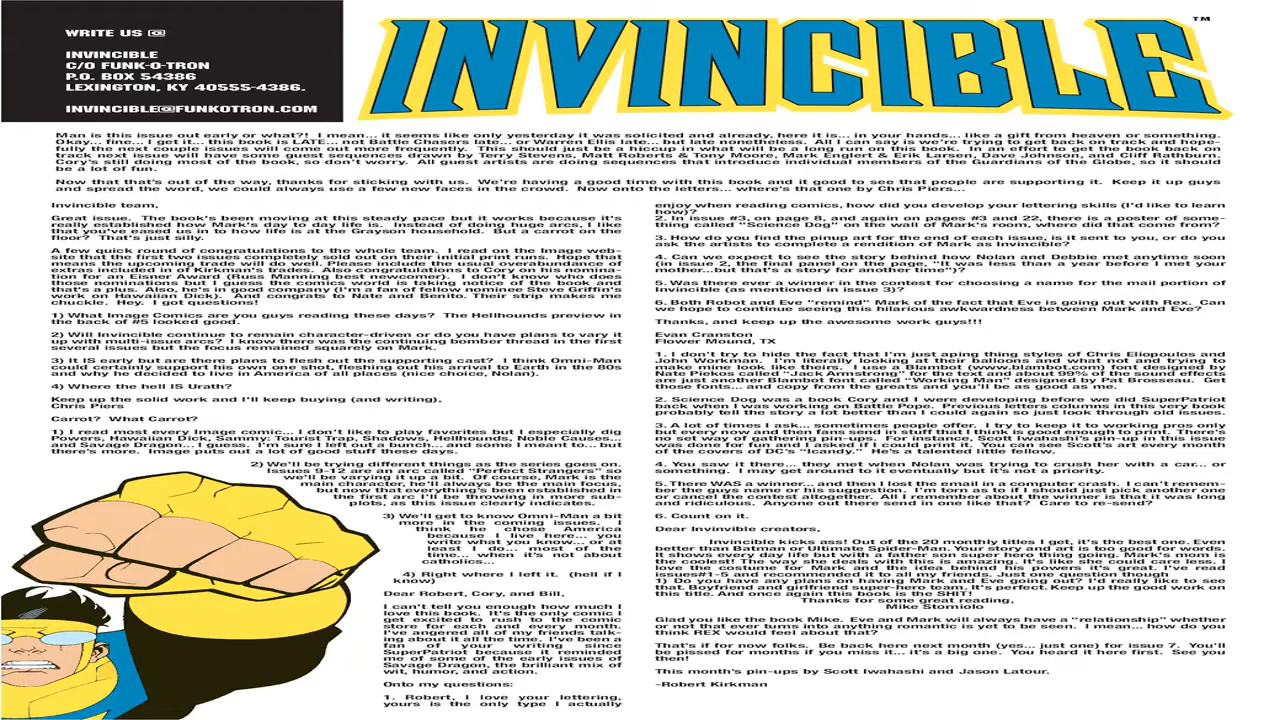 WRITE US @
INVINCIBLE
C/O FUNK-O-TRON
P.O. BOX 54386
LEXINGTON, KY 40555-4386.
INVINCIBLE@FUNKOTRON.COM
INVINCIBLE™
Man is this issue out early or what?! I mean... it seems like only yesterday it was solicited and already, here it is... in your hands... like a gift from heaven or something.
Okay... fine... I get it... this book is LATE... not Battle Chasers late... or Warren Ellis late... but late nonetheless. All I can say is we're trying to get back on track and hope-
fully the next couple issues will come out more frequently. This should just be a hiccup in what will be a long run on this book. In an effort to get the book back on
track next issue will have some guest sequences drawn by Terry Stevens, Matt Roberts & Tony Moore, Mark Englert & Erik Larsen, Dave Johnson, and Cliff Rathburn.
Cory's still doing most of the book, so don't worry. All guest artists are doing sequences that introduce individual members of the Guardians of the Globe, so it should
be a lot of fun.
Now that that's out of the way, thanks for sticking with us. We're having a good time with this book and it good to see that people are supporting it. Keep it up guys
and spread the word, we could always use a few new faces in the crowd. Now onto the letters... where's that one by Chris Piers...
Invincible team,
Great issue. The book's been moving at this steady pace but it works because it's
really established how Mark's day to day life is. Instead of doing huge arcs, I like
that you've eased us in to how life is at the Grayson household. But a carrot on the
floor? That's just silly.
A few quick round of congratulations to the whole team. I read on the Image web-
site that the first two issues completely sold out on their initial print runs. Hope that
means the upcoming trades will do well. Please include the usual overabundance of
extras included in of Kirkman's trades. Also congratulations to Cory on his nomina-
tion for an Eisner Award (Russ Manning best newcomer). I don't know who does
those nominations but I guess the comics world is taking notice of the book and
that's a plus. Also, he's in good company (I'm a fan of fellow nominee Steve Griffin's
work on Hawaiian Dick). And congrats to Nate and Benito. Their strip makes me
chuckle. Hey. I got questions!
1) What Image Comics are you guys reading these days? The Hellhounds preview in
the back of #5 looked good.
2) Will Invincible continue to remain character-driven or do you have plans to vary it
up with multi-issue arcs? I know there was the continuing bomber thread in the first
several issues but the focus remained squarely on Mark.
3) It IS early but are there plans to flesh out the supporting cast? I think Omni-Man
could certainly support his own one shot, fleshing out his arrival to Earth in the 80s
and why he decided to live in America of all places (nice choice, Nolan).
4) Where the hell IS Urath?
Keep up the solid work and I'll keep buying (and writing),
Chris Piers
Carrot? What Carrot?
1) I read most every Image comic... I don't like to play favorites but I especially dig
Powers, Hawaiian Dick, Sammy: Tourist Trap, Shadows, Hellhounds, Noble Causes...
and Savage Dragon... I guess. I'm sure I left out a bunch... and some I meant to... but
there's more. Image puts out a lot of good stuff these days.
2) We'll be trying different things as the series goes on.
Issues 9-12 are an arc called "Perfect Strangers" so
we'll be varying it up a bit. Of course, Mark is the
main character, he'll always be the main focus,
but now that everything's been established in
the first arc I'll be throwing in more sub-
plots, as this issue clearly indicates.
3) We'll get to know Omni-Man a bit
more in the coming issues. I
think he chose America
because I live here... you
write what you know... or at
least I do... most of the
time... when it's not about
catholics...
4) Right where I left it. (hell if I
know)
Dear Robert, Cory, and Bill,
I can't tell you enough how much I
love this book. It's the only comic I
get excited to rush to the comic
store for each and every month.
I've angered all of my friends talk-
ing about it all the time. I've been a
fan of your writing since
SuperPatriot because it reminded
me of some of the early issues of
Savage Dragon, the brilliant mix of
wit, humor, and action.
Onto my questions:
1. Robert, I love your lettering,
yours is the only type I actually
enjoy when reading comics, how did you develop your lettering skills (I'd like to learn
how)?
2. In issue #3, on page 8, and again on pages #3 and 22, there is a poster of some-
thing called "Science Dog" on the wall of Mark's room, where did that come from?
3. How do you find the pinup art for the end of each issue, is it sent to you, or do you
ask the artists to complete a rendition of Mark as Invincible?
4. Can we expect to see the story behind how Nolan and Debbie met anytime soon
(in issue 2, the final panel on the page, "It was less than a year before I met your
mother...but that's a story for another time")?
5. Was there ever a winner in the contest for choosing a name for the mail portion of
Invincible (as mentioned in issue 3)?
6. Both Robot and Eve "remind" Mark of the fact that Eve is going out with Rex. Can
we hope to continue seeing this hilarious awkwardness between Mark and Eve?
Thanks, and keep up the awesome work guys!!!
Evan Cranston
Flower Mound, TX
1. I don't try to hide the fact that I'm just aping thing styles of Chris Eliopoulos and
John Workman. I'm literally looking at their balloons and what not and trying to
make mine look like theirs. I use a Blambot (www.blambot.com) font designed by
Nate Piekos called "Jack Armstrong" for the text and about 99% of the sound effects
are just another Blambot font called "Working Man" designed by Pat Brosseau. Get
those fonts... and copy from the greats and you'll be as good as me.
2. Science Dog was a book Cory and I were developing before we did SuperPatriot
back when I was working on Battle Pope. Previous letters columns in this very book
probably tell the story a lot better than I could again so just look through old issues.
3. A lot of times I ask... sometimes people offer. I try to keep it to working pros only
but every now and then fans send in stuff that I think is good enough to print. There's
no set way of gathering pin-ups. For instance, Scott Iwahashi's pin-up in this issue
was done for fun and I asked if I could print it. You can see Scott's art every month
of the covers of DC's "Icandy." He's a talented little fellow.
4. You saw it there... they met when Nolan was trying to crush her with a car... or
something. I may get around to it eventually but it's not a priority.
5.There WAS a winner... and then I lost the email in a computer crash. I can't remem-
ber the guys name or his suggestion. I'm torn as to if I should just pick another one
or cancel the contest altogether. All I remember about the winner is that it was long
and ridiculous. Anyone out there send in one like that? Care to re-send?
6. Count on it.
Dear Invinvible creators,
Invincible kicks ass! Out of the 20 monthly titles I get, it's the best one. Even
better than Batman or Ultimate Spider-Man. Your story and art is too good for words.
It shows every day life but with a father son super hero thing going. Mark's mom is
the coolest! The way she deals with this is amazing. It's like she could care less. I
love the costume for Mark and the idea behind his powers it's great. I've read
issues#1-5 and recommended it to all my friends. Just one question though
1) Do you have any plans on having Mark and Eve going out? I'd really like to see
that. Boyfriend girlfriend super-hero team. It's perfect. Keep up the good work on
this title. And once again this book is the SHIT!
Thanks for some great reading,
Mike Stomiolo
Glad you like the book Mike. Eve and Mark will always have a "relationship" whether
or not that ever turns into anything romantic is yet to be seen. I mean... how do you
think REX would feel about that?
That's if for now folks. Be back here next month (yes... just one) for issue 7. You'll
be pissed for months if you miss it... it's a big one. You heard it here first. See you
then!
This month's pin-ups by Scott Iwahashi and Jason Latour.
-Robert Kirkman